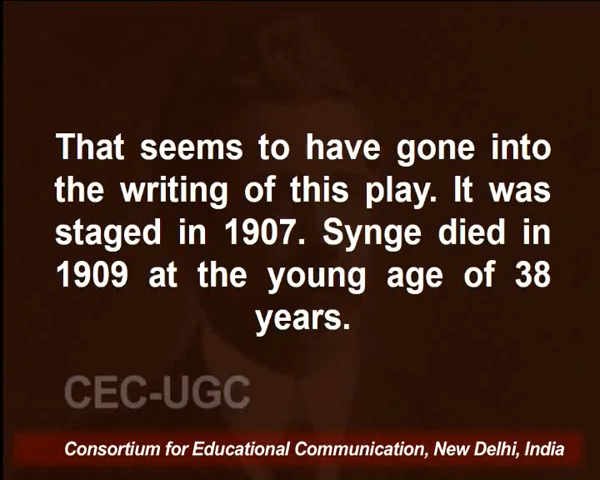 That seems to have gone into
the writing of this play. It was
staged in 1907. Synge died in
1909 at the young age of 38
years.
CEC-UGC
Consortium for Educational Communication, New Delhi, India